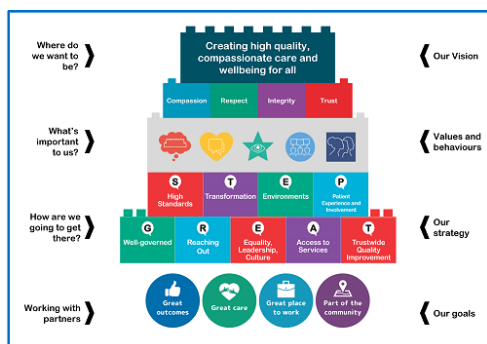 Where do
we want to
be?
Creating high quality,
compassionate care and
wellbeing for all
Our Vision
Compassion
Respect
Integrity
Trust
What's
important
to us?
Values and
behaviours
S
High
Standards
T
Transformation
E
Environments
P
Patient
Experience and
Involvement
How are we
going to get
there?
Our
strategy
G
Well-governed
R
Reaching
Out
E
Equality,
Leadership,
Culture
A
Access to
Services
T
Trustwide
Quality
Improvement
Working with
partners
Great
outcomes
Great care
Great place
to work
Part of the
community
Our goals